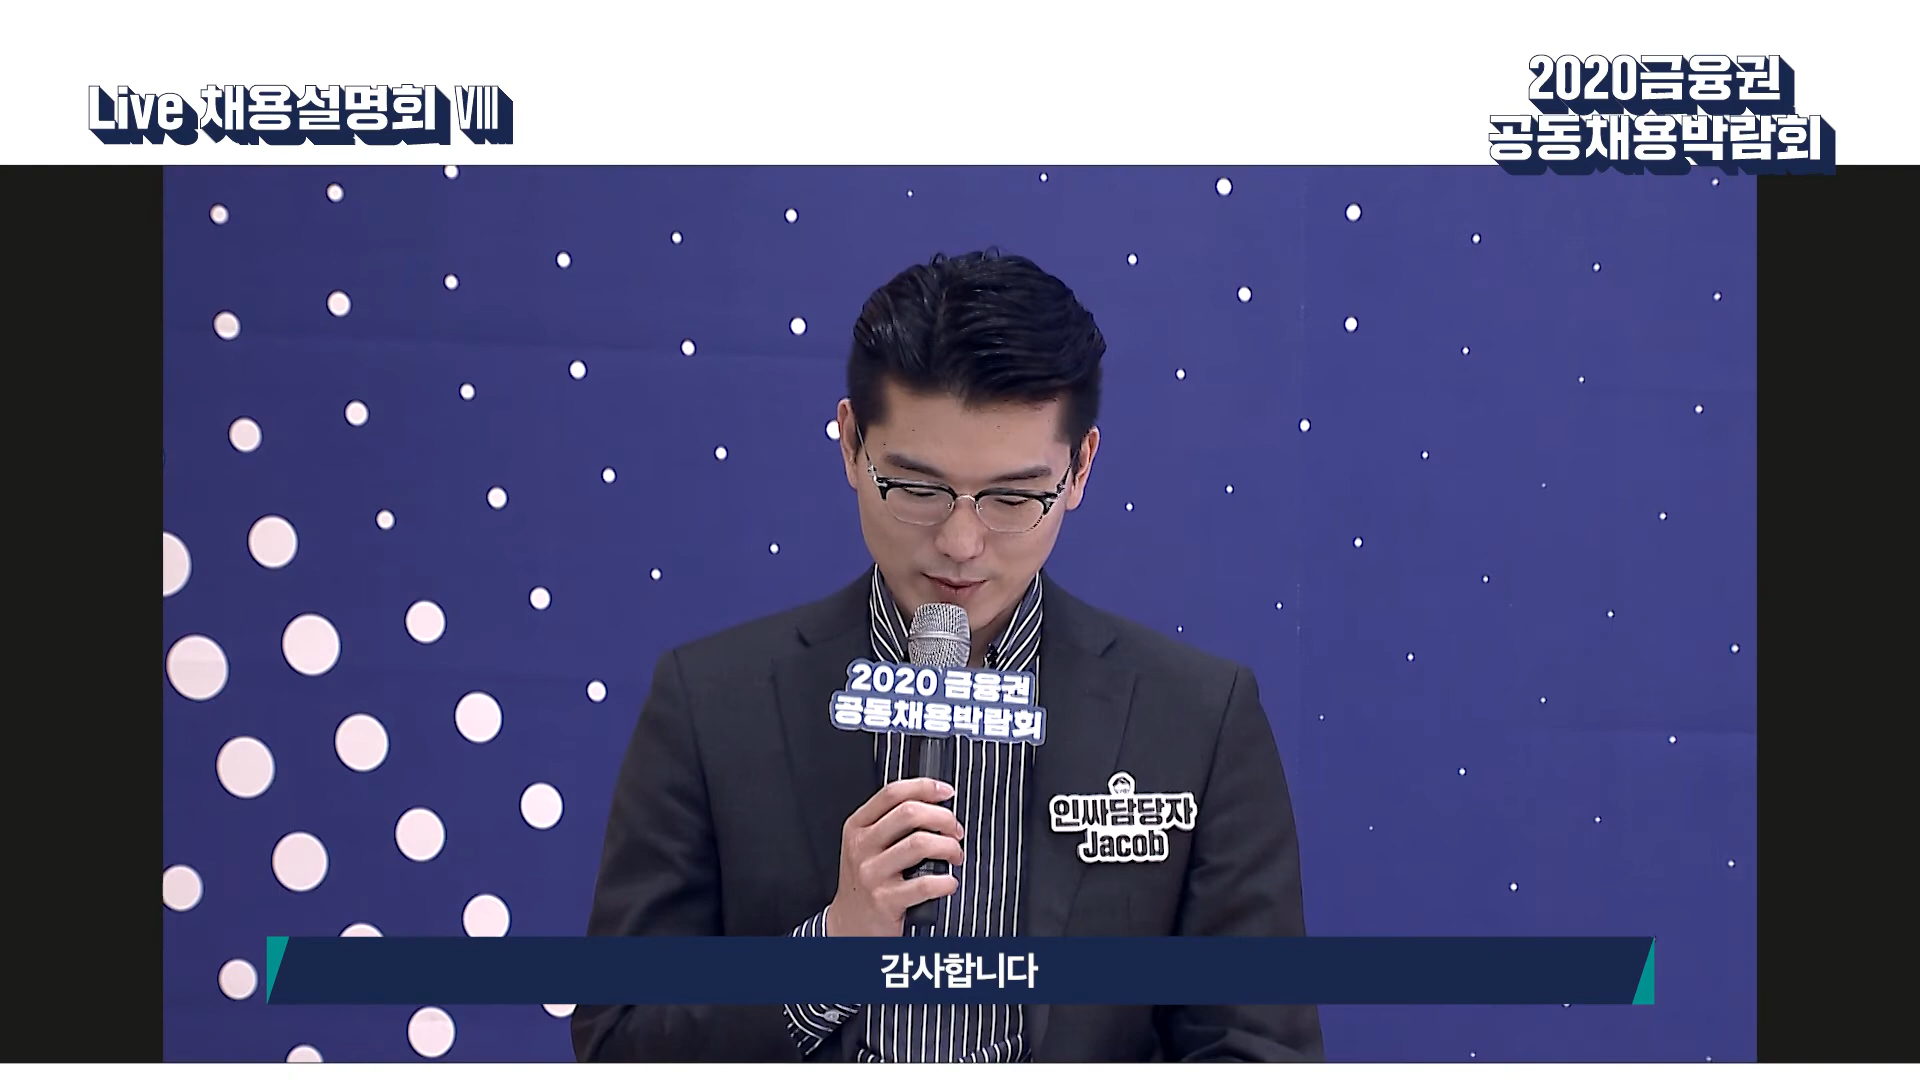 Live 채용설명회 Ⅷ
2020금융권
공동채용박람회
2020 금융권
공동채용박람회
인싸담당자
Jacob
감사합니다